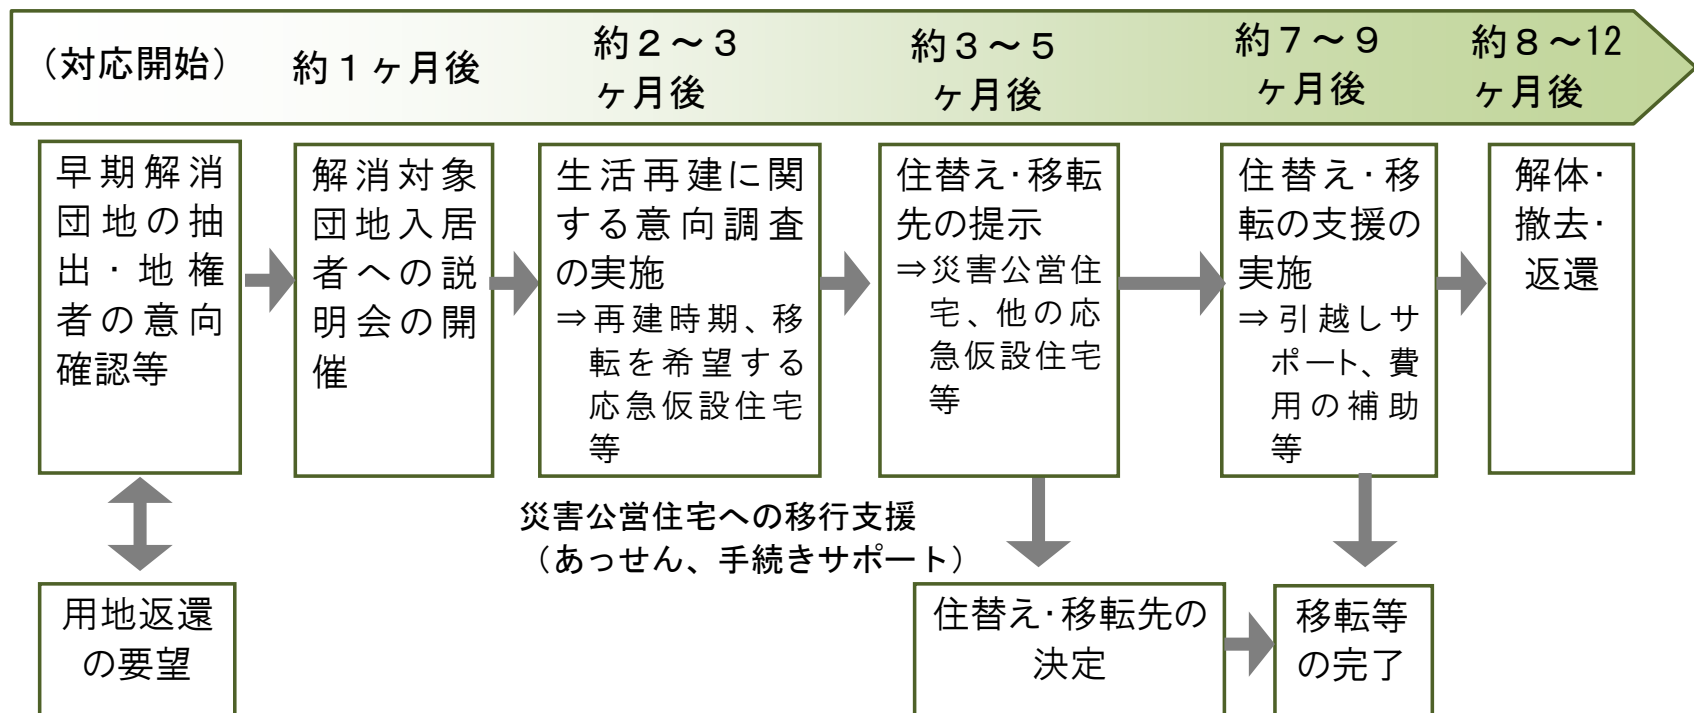 （対応開始）
約１ヶ月後
約２～３
ヶ月後
約３～５
ヶ月後
約７～９
ヶ月後
約８～12
ヶ月後
早期解消
団地の抽
出・地権
者の意向
確認等
解消対象
団地入居
者への説
明会の開
催
生活再建に関
する意向調査
の実施
⇒再建時期、移
転を希望する
応急仮設住宅
等
住替え・移転
先の提示
⇒災害公営住
宅、他の応
急仮設住宅
等
住替え・移
転の支援の
実施
⇒引越しサ
ポート、費
用の補助
等
解体・
撤去・
返還
災害公営住宅への移行支援
（あっせん、手続きサポート）
用地返還
の要望
住替え・移転先の
決定
移転等
の完了